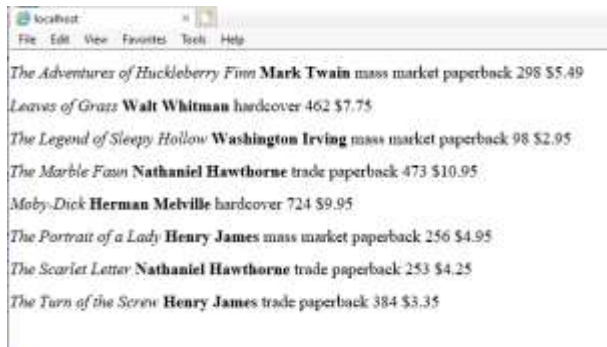 localhost
File Edit View Favorites Tools Help
The Adventures of Huckleberry Finn Mark Twain mass market paperback 298 $5.49
Leaves of Grass Walt Whitman hardcover 462 $7.75
The Legend of Sleepy Hollow Washington Irving mass market paperback 98 $2.95
The Marble Faun Nathaniel Hawthorne trade paperback 473 $10.95
Moby-Dick Herman Melville hardcover 724 $9.95
The Portrait of a Lady Henry James mass market paperback 256 $4.95
The Scarlet Letter Nathaniel Hawthorne trade paperback 253 $4.25
The Turn of the Screw Henry James trade paperback 384 $3.35